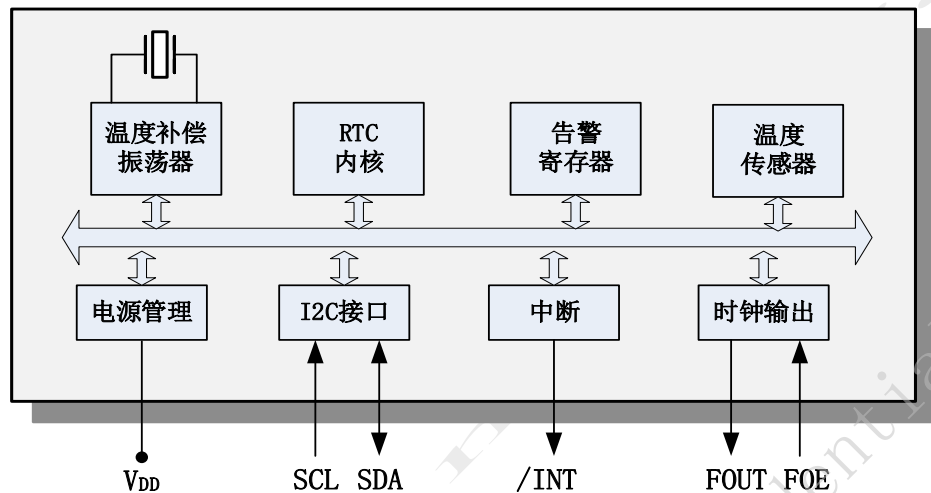 温度补偿
振荡器
RTC
内核
告警
寄存器
温度
传感器
电源管理
I2C接口
中断
时钟输出
VDD
SCL SDA
/INT
FOUT FOE